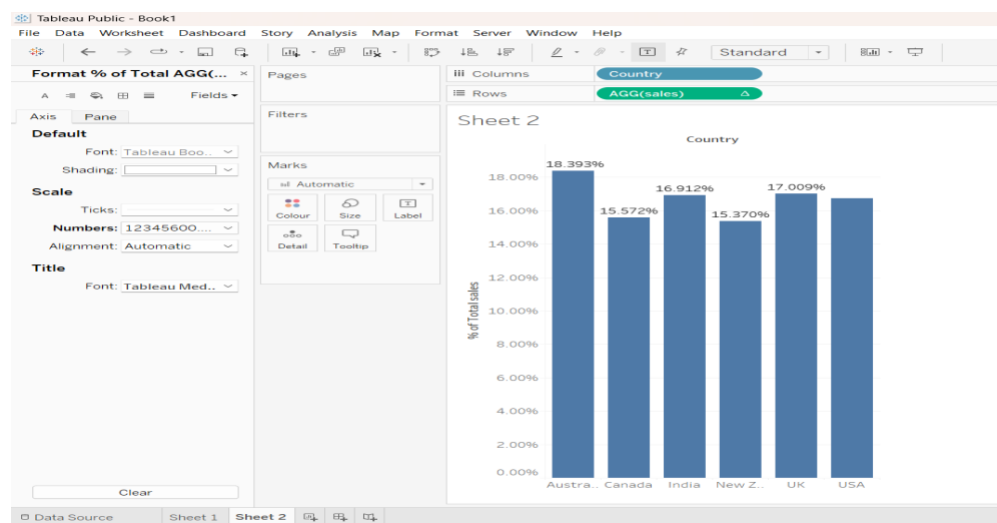 Tableau Public - Book1
File Data Worksheet Dashboard Story Analysis Map Format Server Window Help
Standard
Format % of Total AGG(... ×
Fields
Axis Pane
Default
Font: Tableau Boo..
Shading:
Scale
Ticks:
Numbers: 12345600....
Alignment: Automatic
Title
Font: Tableau Med..
Clear
Pages
Filters
Marks
Automatic
Colour Size Label
Detail Tooltip
Columns Country
Rows AGG(sales) Δ
Sheet 2
Country
% of Total sales
18.00%
16.00%
14.00%
12.00%
10.00%
8.00%
6.00%
4.00%
2.00%
0.00%
18.393%
15.572%
16.912%
15.370%
17.009%
Austra.. Canada India New Z.. UK USA
Data Source Sheet 1 Sheet 2